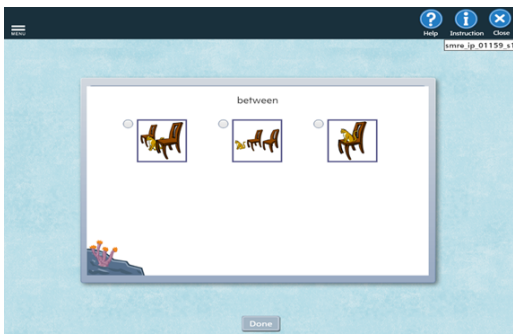 MENU
Help
Instruction
Close
smre_ip_01159_s1
between
Done